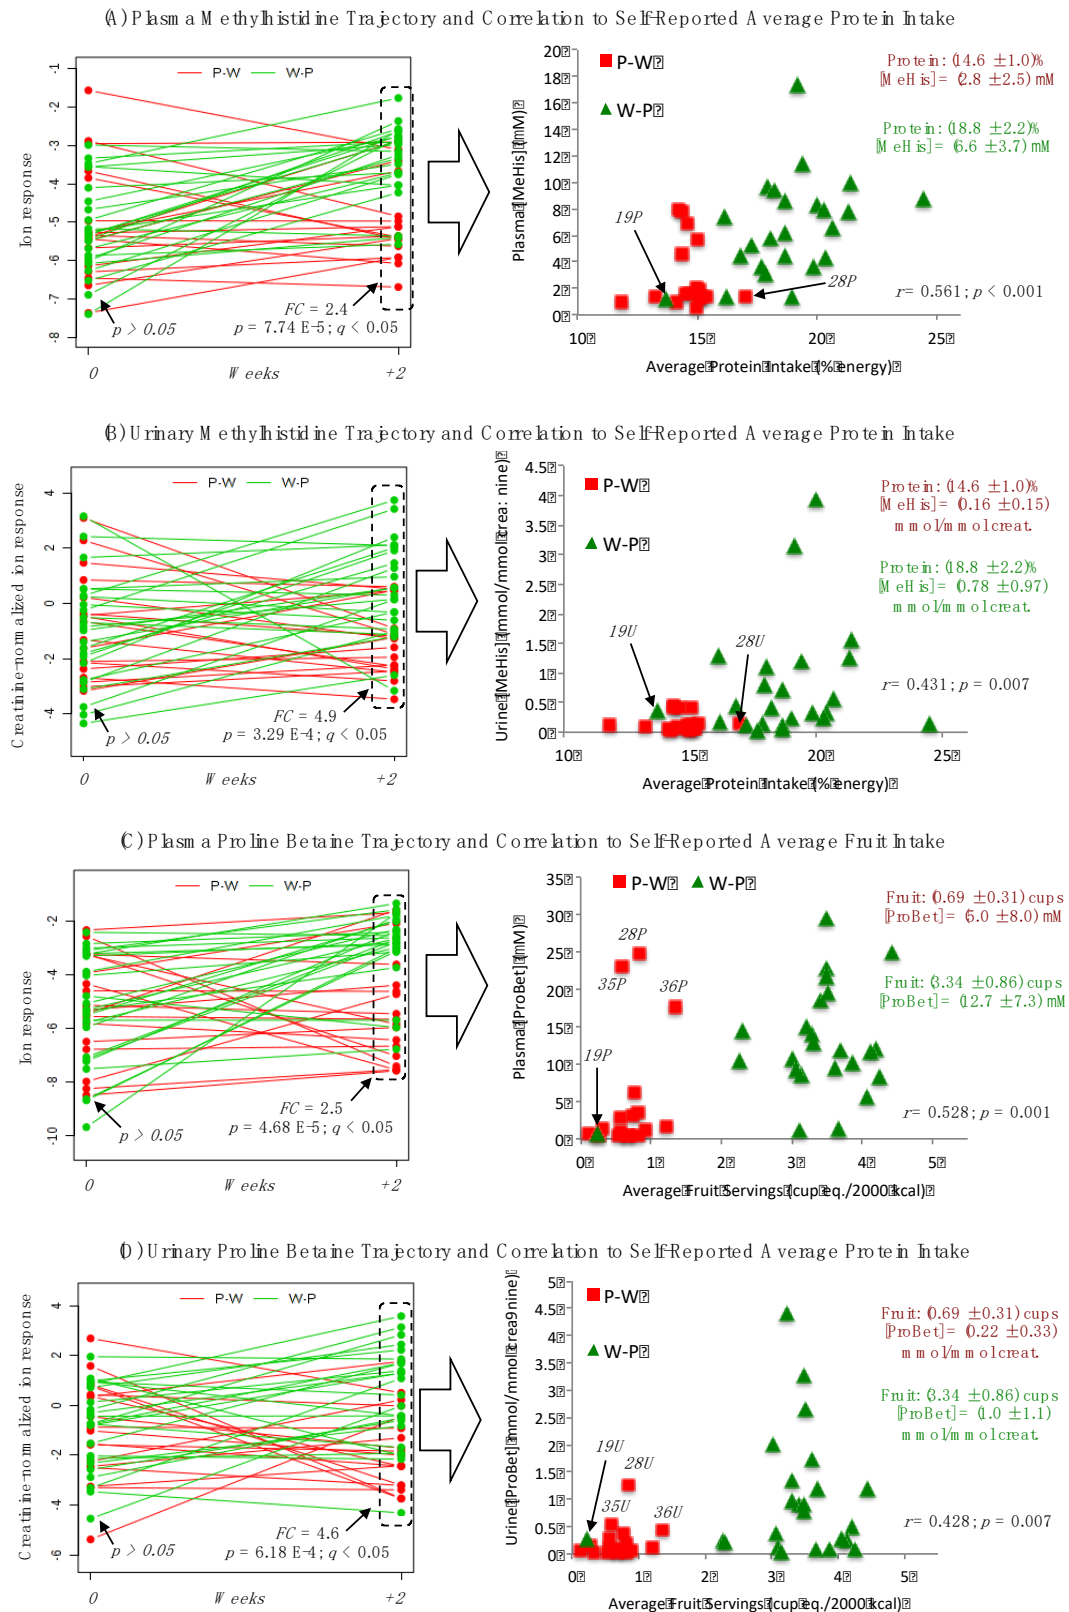 (A) Plasma Methylhistidine Trajectory and Correlation to Self-Reported Average Protein Intake
P-W W-P
-1
-2
-3
-4
-5
-6
-7
-8
Ion response
p > 0.05
FC = 2.4
p = 7.74 E-5; q < 0.05
0 Weeks +2
P-W
W-P
Plasma [MeHis] (mM)
20
18
16
14
12
10
8
6
4
2
0
10 15 20 25
Average Protein Intake (% energy)
19P
28P
Protein: (14.6 ±1.0)%
[MeHis] = (2.8 ±2.5) mM
Protein: (18.8 ±2.2)%
[MeHis] = (6.6 ±3.7) mM
r = 0.561; p < 0.001
(B) Urinary Methylhistidine Trajectory and Correlation to Self-Reported Average Protein Intake
P-W W-P
4
2
0
-2
-4
Creatinine-normalized ion response
p > 0.05
FC = 4.9
p = 3.29 E-4; q < 0.05
0 Weeks +2
P-W
W-P
Urine [MeHis] (mmol/mmol crea: nine)
4.5
4
3.5
3
2.5
2
1.5
1
0.5
0
10 15 20 25
Average Protein Intake (% energy)
19U
28U
Protein: (14.6 ±1.0)%
[MeHis] = (0.16 ±0.15)
mmol/mmol creat.
Protein: (18.8 ±2.2)%
[MeHis] = (0.78 ±0.97)
mmol/mmol creat.
r = 0.431; p = 0.007
(C) Plasma Proline Betaine Trajectory and Correlation to Self-Reported Average Fruit Intake
P-W W-P
-2
-4
-6
-8
-10
Ion response
p > 0.05
FC = 2.5
p = 4.68 E-5; q < 0.05
0 Weeks +2
P-W W-P
Plasma [ProBet] (mM)
35
30
25
20
15
10
5
0
0 1 2 3 4 5
Average Fruit Servings (cup eq./2000 kcal)
28P
35P
36P
19P
Fruit: (0.69 ±0.31) cups
[ProBet] = (5.0 ±8.0) mM
Fruit: (3.34 ±0.86) cups
[ProBet] = (12.7 ±7.3) mM
r = 0.528; p = 0.001
(D) Urinary Proline Betaine Trajectory and Correlation to Self-Reported Average Protein Intake
P-W W-P
4
2
0
-2
-4
-6
Creatinine-normalized ion response
p > 0.05
FC = 4.6
p = 6.18 E-4; q < 0.05
0 Weeks +2
P-W
W-P
Urine [ProBet] (mmol/mmol crea9nine)
5
4.5
4
3.5
3
2.5
2
1.5
1
0.5
0
0 1 2 3 4 5
Average Fruit Servings (cup eq./2000 kcal)
19U
28U
35U
36U
Fruit: (0.69 ±0.31) cups
[ProBet] = (0.22 ±0.33)
mmol/mmol creat.
Fruit: (3.34 ±0.86) cups
[ProBet] = (1.0 ±1.1)
mmol/mmol creat.
r = 0.428; p = 0.007